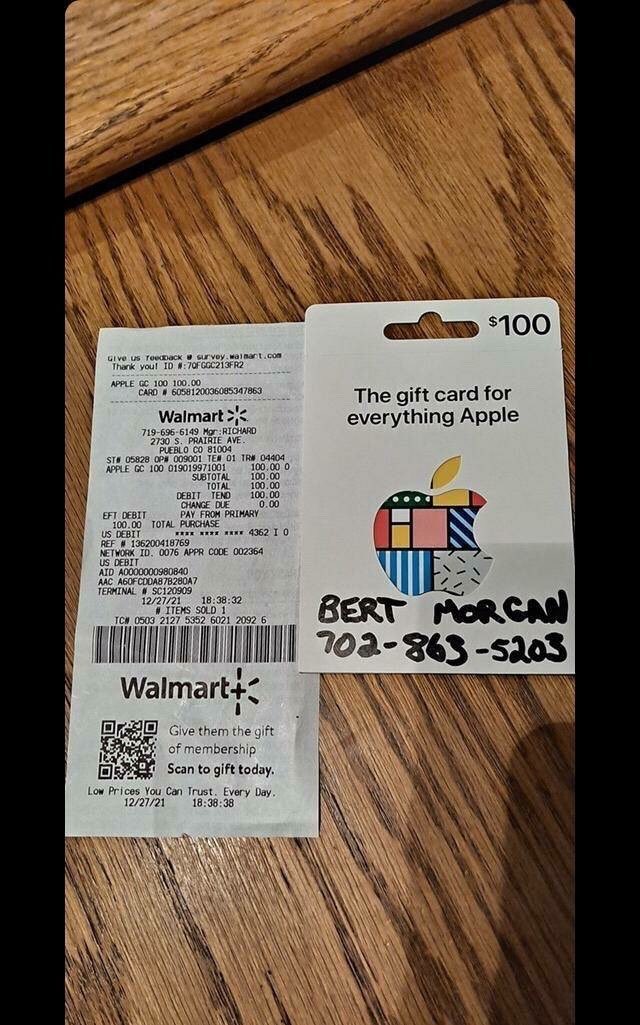 Give us feedback @ survey.walmart.com
Thank you! ID #:7QFGGC213FR2
APPLE GC 100 100.00
CARD # 6058120036085347863
Walmart
719-696-6149 Mgr:RICHARD
2730 S. PRAIRIE AVE.
PUEBLO CO 81004
ST# 05828 OP# 009001 TE# 01 TR# 04404
APPLE GC 100 019019971001 100.00 O
SUBTOTAL 100.00
TOTAL 100.00
DEBIT TEND 100.00
CHANGE DUE 0.00
EFT DEBIT PAY FROM PRIMARY
100.00 TOTAL PURCHASE
US DEBIT **** **** **** 4362 I 0
REF # 136200418769
NETWORK ID. 0076 APPR CODE 002364
US DEBIT
AID A0000000980840
AAC A60FCDDA87B280A7
TERMINAL # SC120909
12/27/21 18:38:32
# ITEMS SOLD 1
TC# 0503 2127 5352 6021 2092 6
Walmart+
Give them the gift
of membership
Scan to gift today.
Low Prices You Can Trust. Every Day.
12/27/21 18:38:38
$100
The gift card for
everything Apple
BERT MORGAN
702-863-5203